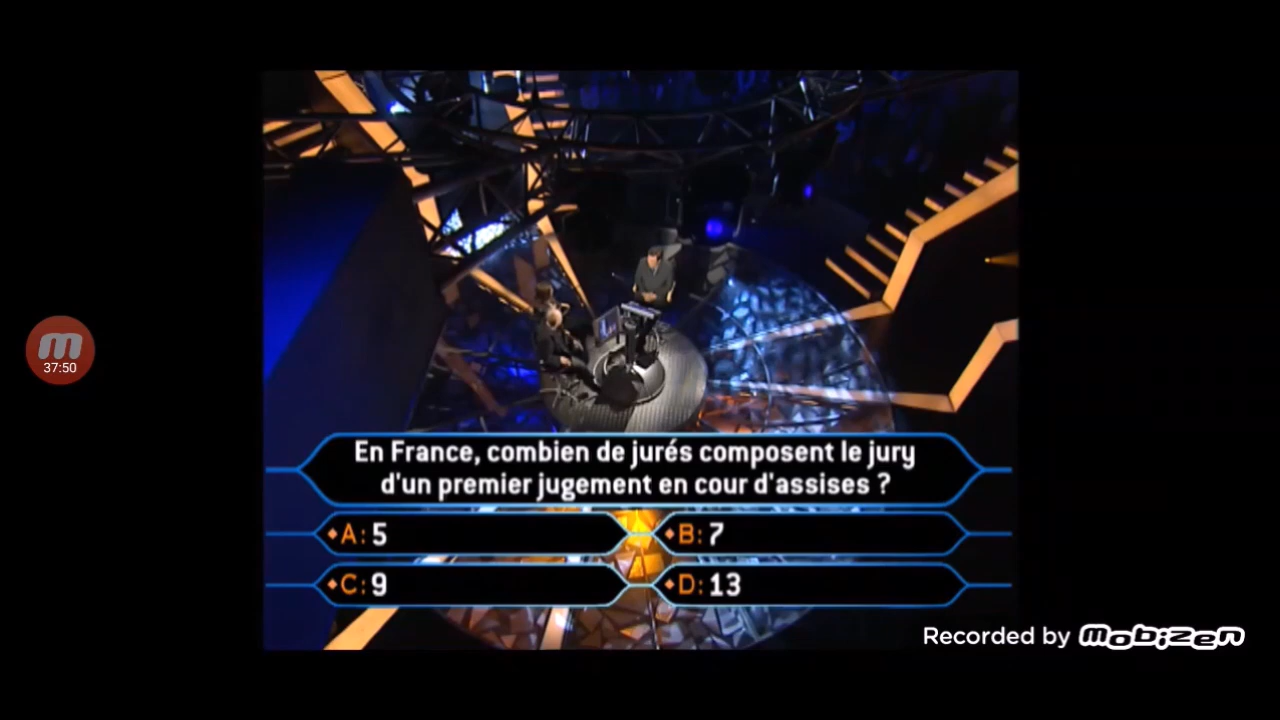 En France, combien de jurés composent le jury
d'un premier jugement en cour d'assises ?
A: 5
B: 7
C: 9
D: 13
37:50
Recorded by mobizen